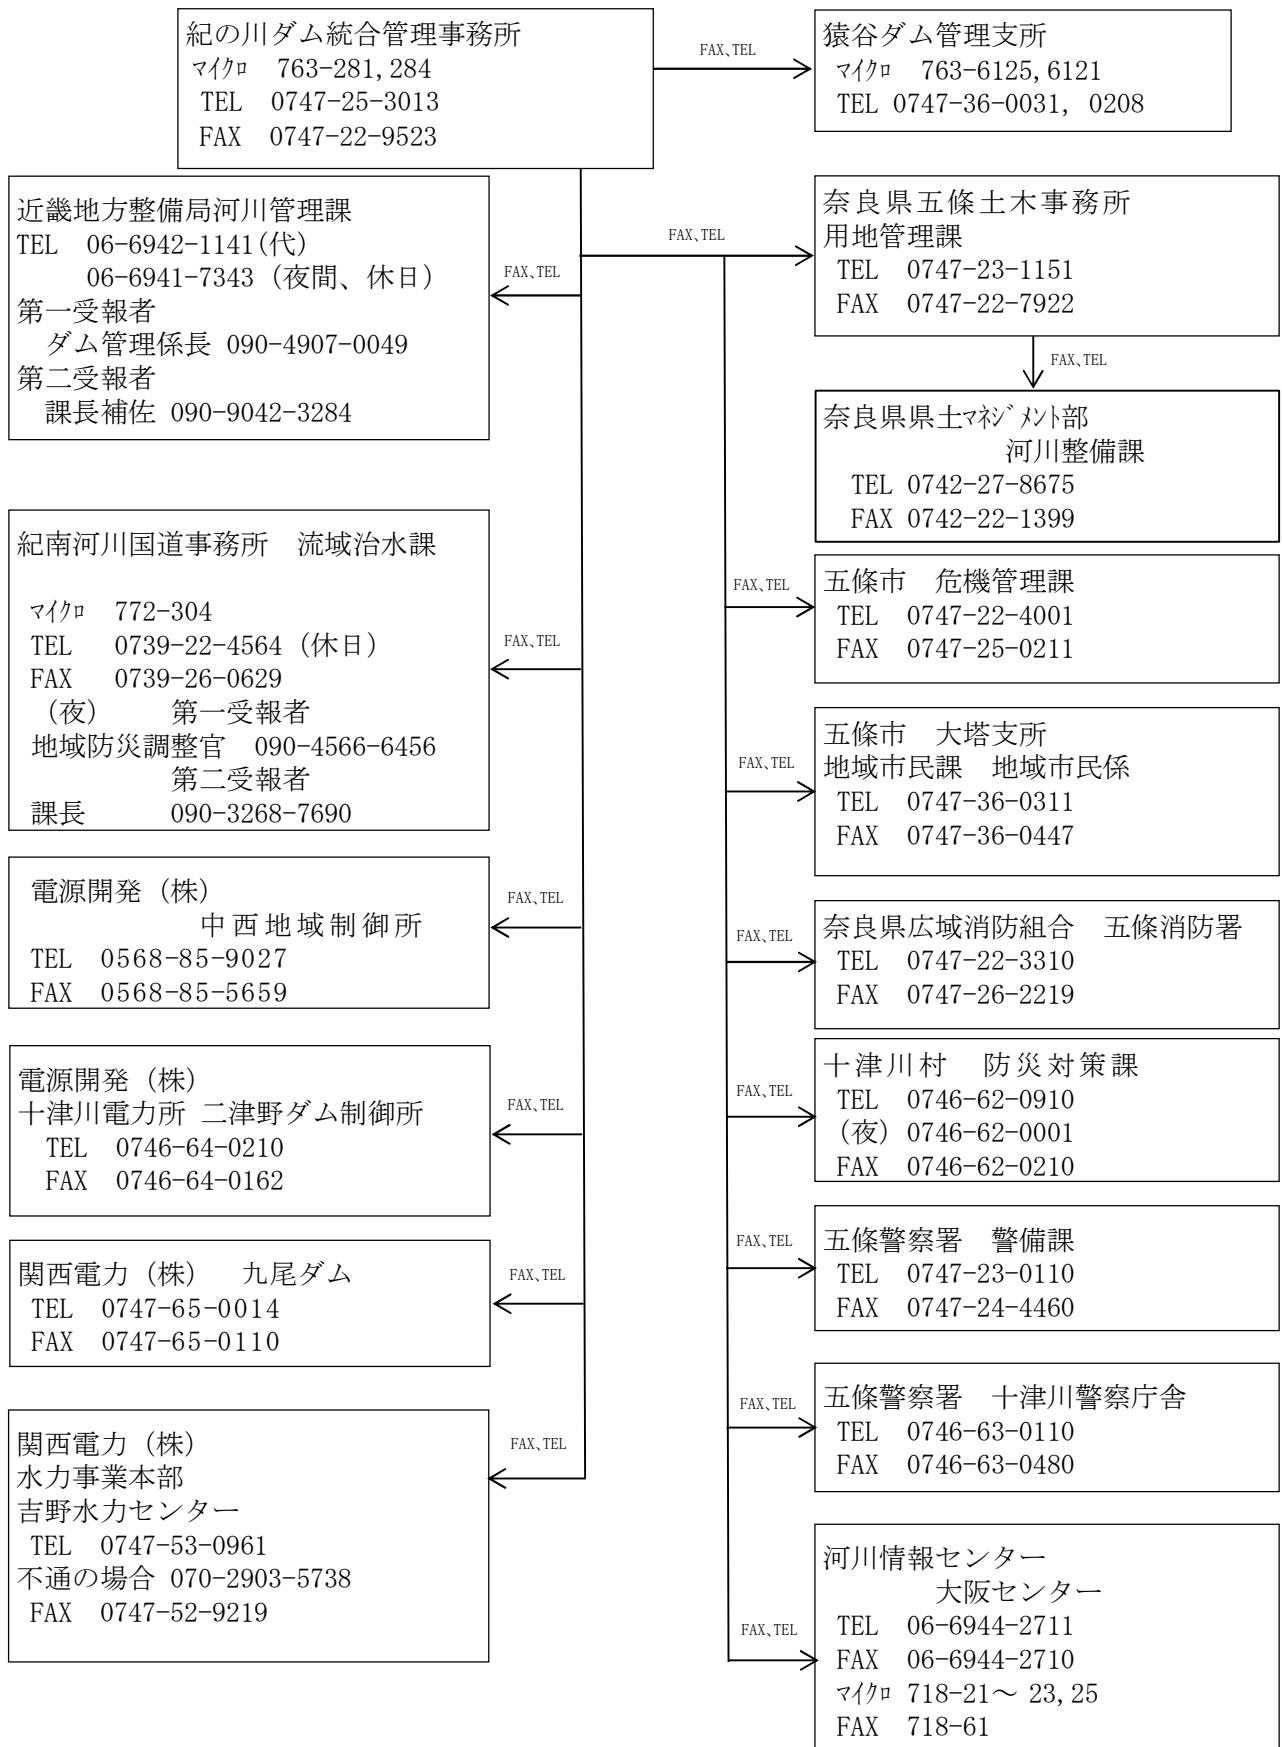 紀の川ダム統合管理事務所
ﾏｲｸﾛ 763-281,284
TEL 0747-25-3013
FAX 0747-22-9523
FAX、TEL
猿谷ダム管理支所
ﾏｲｸﾛ 763-6125,6121
TEL 0747-36-0031, 0208
近畿地方整備局河川管理課
TEL 06-6942-1141(代)
06-6941-7343 (夜間、休日)
第一受報者
ダム管理係長 090-4907-0049
第二受報者
課長補佐 090-9042-3284
FAX、TEL
紀南河川国道事務所 流域治水課
ﾏｲｸﾛ 772-304
TEL 0739-22-4564 (休日)
FAX 0739-26-0629
(夜) 第一受報者
地域防災調整官 090-4566-6456
第二受報者
課長 090-3268-7690
FAX、TEL
電源開発 (株)
中西地域制御所
TEL 0568-85-9027
FAX 0568-85-5659
FAX、TEL
電源開発 (株)
十津川電力所 二津野ダム制御所
TEL 0746-64-0210
FAX 0746-64-0162
FAX、TEL
関西電力 (株) 九尾ダム
TEL 0747-65-0014
FAX 0747-65-0110
FAX、TEL
関西電力 (株)
水力事業本部
吉野水力センター
TEL 0747-53-0961
不通の場合 070-2903-5738
FAX 0747-52-9219
FAX、TEL
FAX、TEL
奈良県五條土木事務所
用地管理課
TEL 0747-23-1151
FAX 0747-22-7922
FAX、TEL
奈良県県土ﾏﾈｼﾞﾒﾝﾄ部
河川整備課
TEL 0742-27-8675
FAX 0742-22-1399
FAX、TEL
五條市 危機管理課
TEL 0747-22-4001
FAX 0747-25-0211
FAX、TEL
五條市 大塔支所
地域市民課 地域市民係
TEL 0747-36-0311
FAX 0747-36-0447
FAX、TEL
奈良県広域消防組合 五條消防署
TEL 0747-22-3310
FAX 0747-26-2219
FAX、TEL
十津川村 防災対策課
TEL 0746-62-0910
(夜) 0746-62-0001
FAX 0746-62-0210
FAX、TEL
五條警察署 警備課
TEL 0747-23-0110
FAX 0747-24-4460
FAX、TEL
五條警察署 十津川警察庁舎
TEL 0746-63-0110
FAX 0746-63-0480
FAX、TEL
河川情報センター
大阪センター
TEL 06-6944-2711
FAX 06-6944-2710
ﾏｲｸﾛ 718-21～ 23,25
FAX 718-61